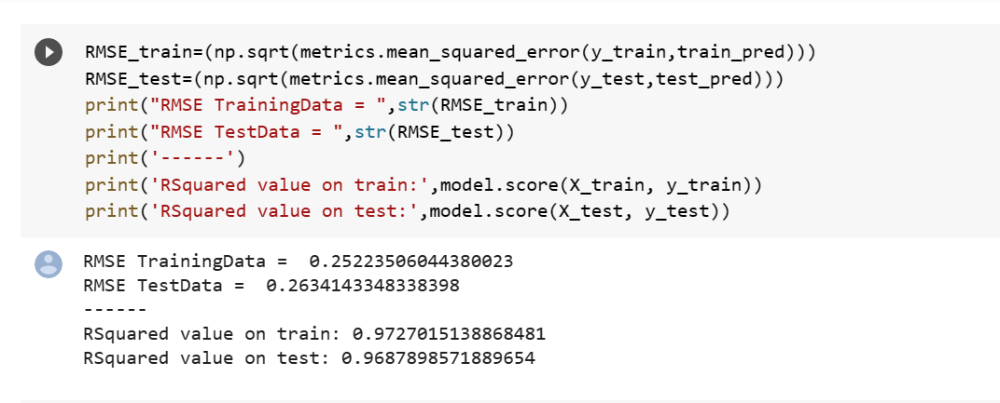 RMSE_train=(np.sqrt(metrics.mean_squared_error(y_train,train_pred)))
RMSE_test=(np.sqrt(metrics.mean_squared_error(y_test,test_pred)))
print("RMSE TrainingData = ",str(RMSE_train))
print("RMSE TestData = ",str(RMSE_test))
print('------')
print('RSquared value on train:',model.score(X_train, y_train))
print('RSquared value on test:',model.score(X_test, y_test))
RMSE TrainingData =  0.25223506044380023
RMSE TestData =  0.2634143348338398
------
RSquared value on train: 0.9727015138868481
RSquared value on test: 0.9687898571889654